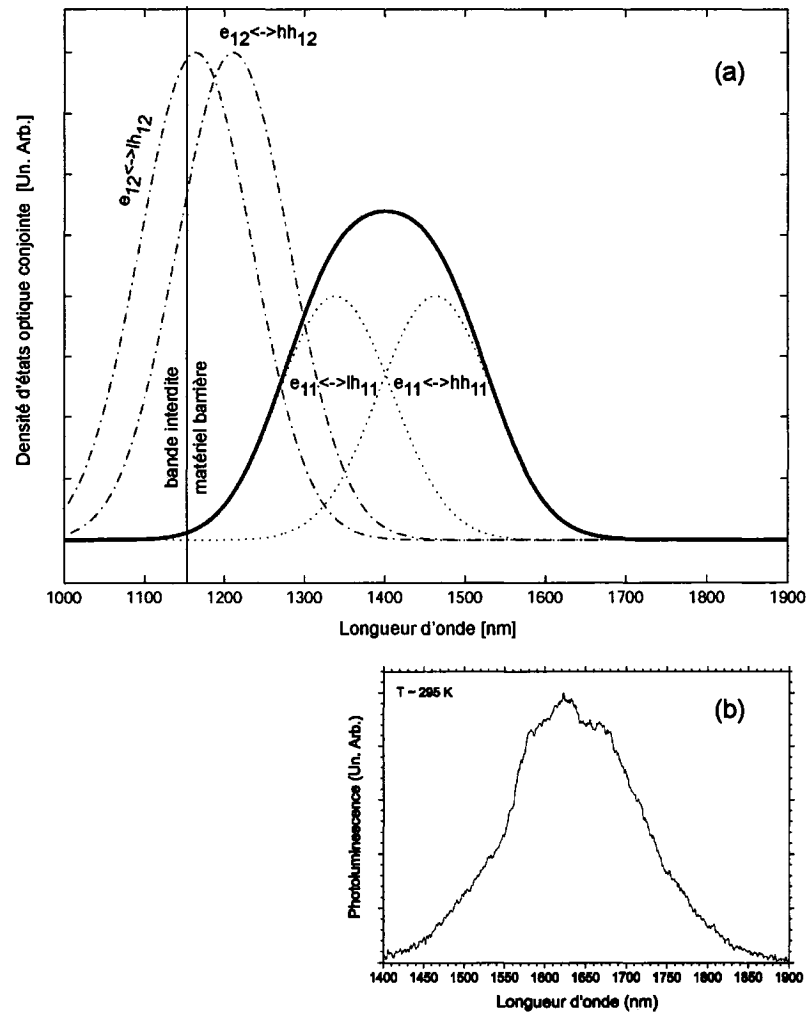 (a)
e12<->hh12
e12<->lh12
e11<->lh11
e11<->hh11
bande interdite
matériel barrière
Densité d'états optique conjointe [Un. Arb.]
1000 1100 1200 1300 1400 1500 1600 1700 1800 1900
Longueur d'onde [nm]
(b)
T ~ 295 K
Photoluminescence (Un. Arb.)
1400 1450 1500 1550 1600 1650 1700 1750 1800 1850 1900
Longueur d'onde (nm)